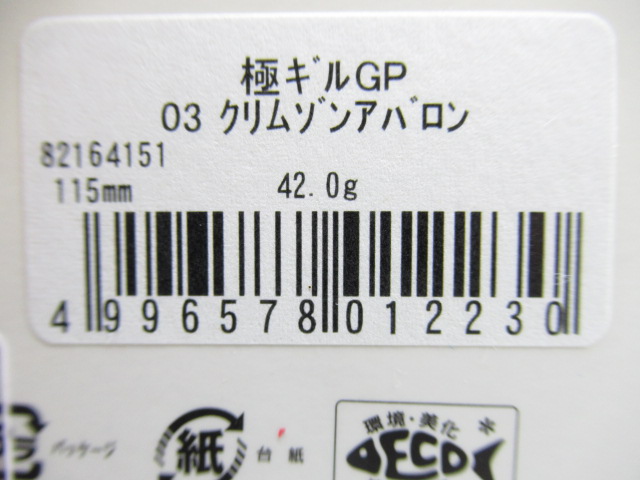 極ｷﾞﾙGP
03 ｸﾘﾑｿﾞﾝｱﾊﾞﾛﾝ
82164151
115mm 42.0g
4 996578 012230
パッケージ
紙 台紙
環境・美化
ECO